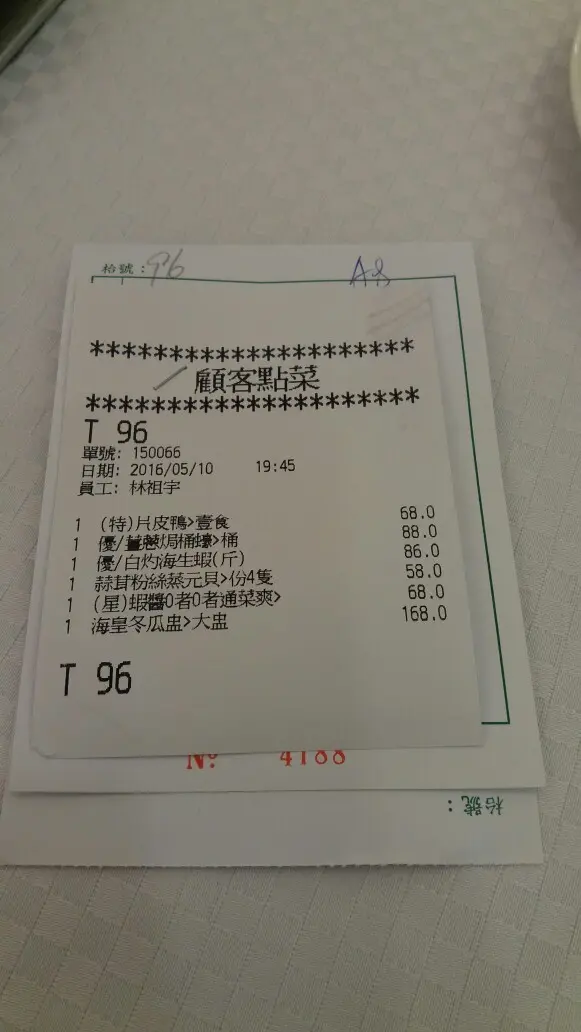 枱號：96 A8
********************
顧客點菜
*********************
T 96
單號: 150066
日期: 2016/05/10 19:45
員工: 林祖宇
1 (特)片皮鴨>壹食 68.0
1 優/薑蔥焗桶蠔>桶 88.0
1 優/白灼海生蝦(斤) 86.0
1 蒜茸粉絲蒸元貝>份4隻 58.0
1 (星)蝦醬0者0者通菜爽> 68.0
1 海皇冬瓜盅>大盅 168.0
T 96
Nº 4188
枱號：